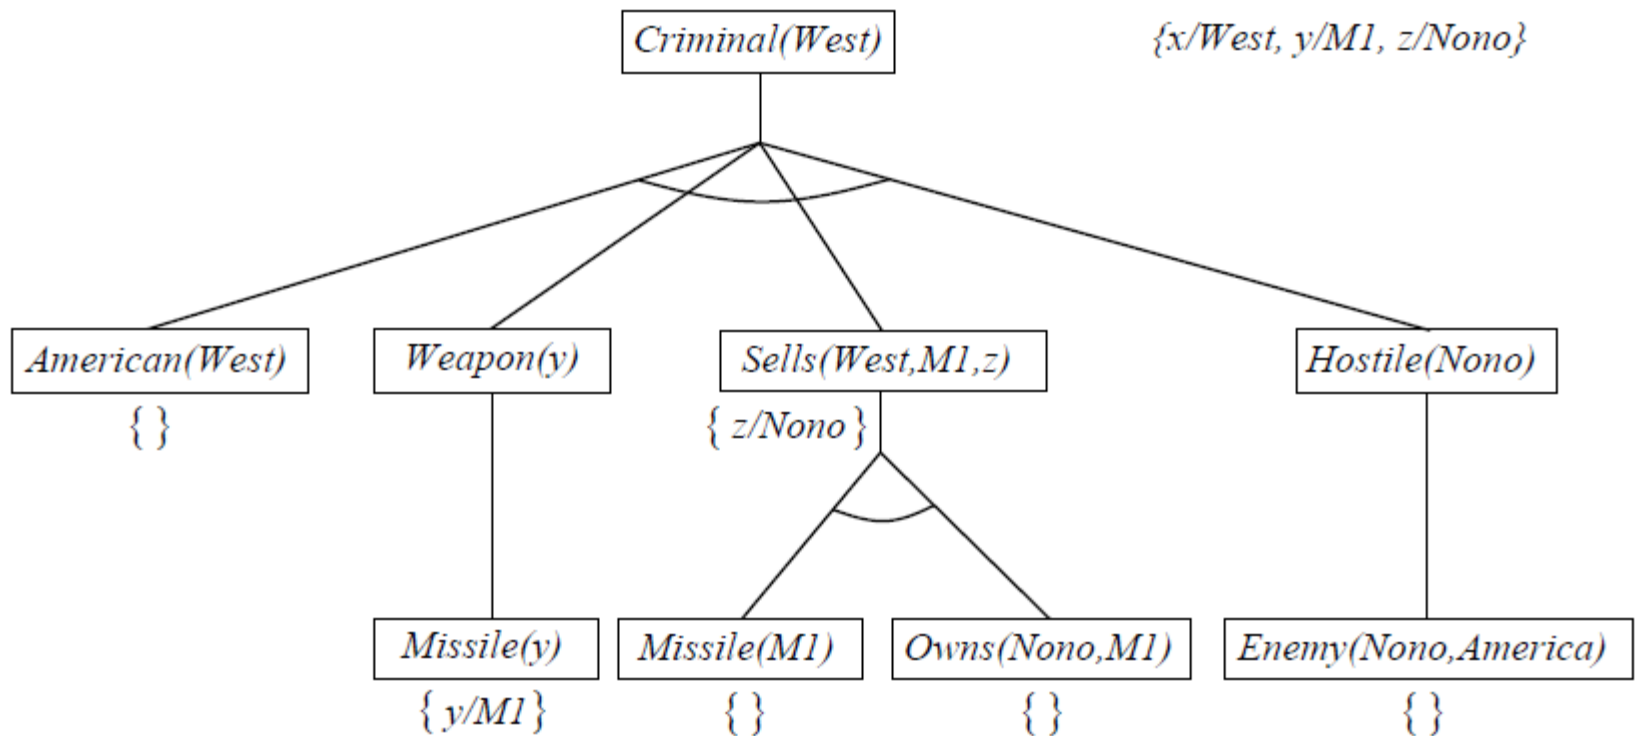 Criminal(West)
{x/West, y/M1, z/Nono}
American(West)
Weapon(y)
Sells(West,M1,z)
Hostile(Nono)
{ }
{ z/Nono }
Missile(y)
Missile(M1)
Owns(Nono,M1)
Enemy(Nono,America)
{ y/M1 }
{ }
{ }
{ }